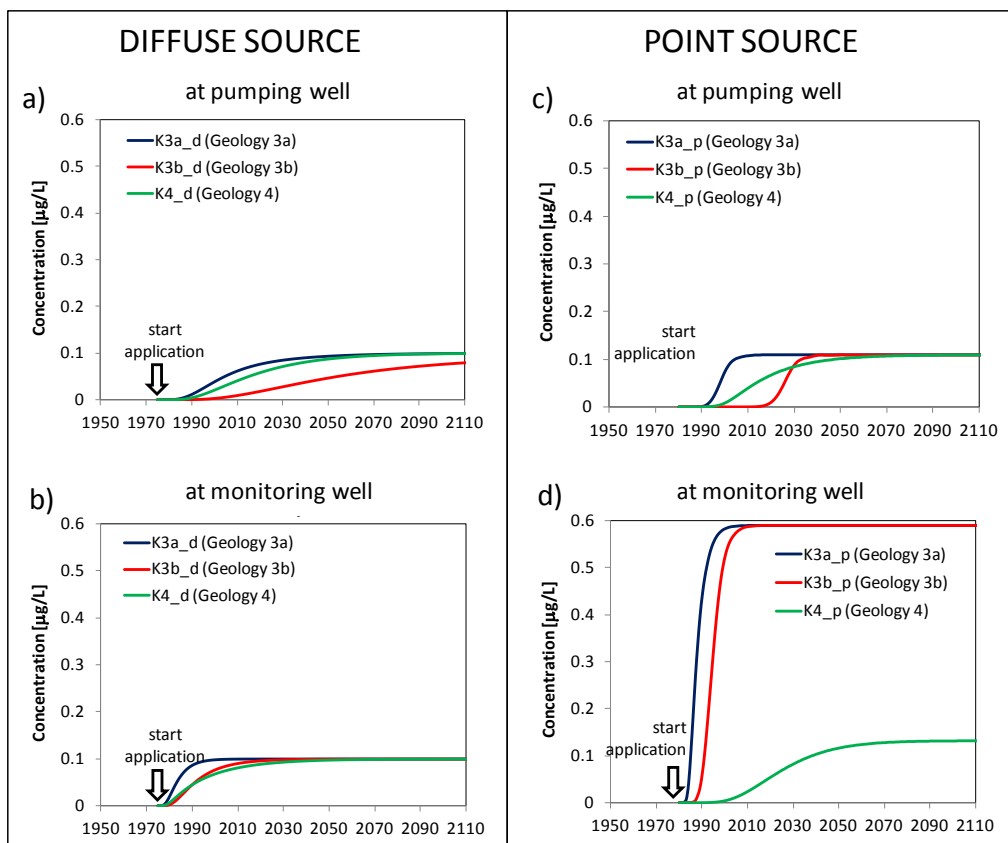 DIFFUSE SOURCE
a)
at pumping well
0.6
0.5
0.4
0.3
0.2
0.1
0
Concentration [µg/L]
K3a_d (Geology 3a)
K3b_d (Geology 3b)
K4_d (Geology 4)
start
application
1950 1970 1990 2010 2030 2050 2070 2090 2110
b)
at monitoring well
0.6
0.5
0.4
0.3
0.2
0.1
0
Concentration [µg/L]
K3a_d (Geology 3a)
K3b_d (Geology 3b)
K4_d (Geology 4)
start
application
1950 1970 1990 2010 2030 2050 2070 2090 2110
POINT SOURCE
c)
at pumping well
0.6
0.5
0.4
0.3
0.2
0.1
0
Concentration [µg/L]
K3a_p (Geology 3a)
K3b_p (Geology 3b)
K4_p (Geology 4)
start
application
1950 1970 1990 2010 2030 2050 2070 2090 2110
d)
at monitoring well
0.6
0.5
0.4
0.3
0.2
0.1
0
Concentration [µg/L]
K3a_p (Geology 3a)
K3b_p (Geology 3b)
K4_p (Geology 4)
start
application
1950 1970 1990 2010 2030 2050 2070 2090 2110